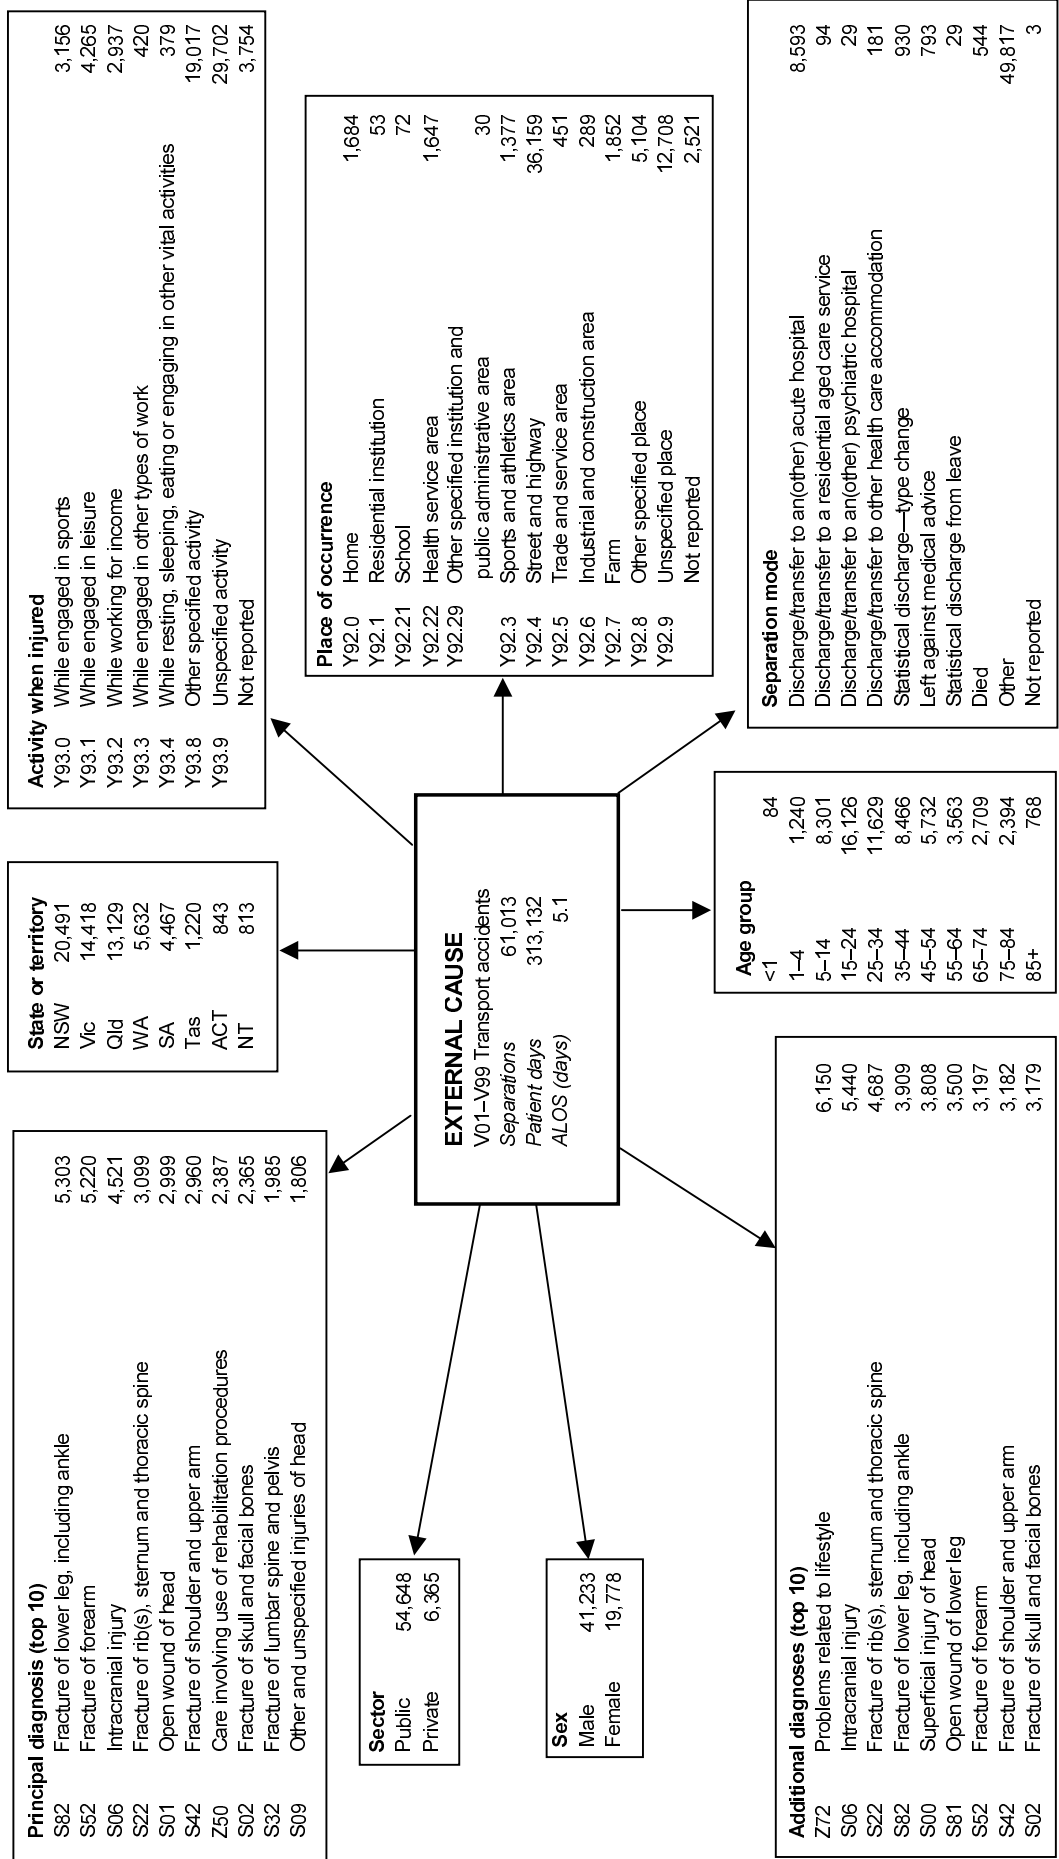 Principal diagnosis (top 10)
S82 Fracture of lower leg, including ankle 5,303
S52 Fracture of forearm 5,220
S06 Intracranial injury 4,521
S22 Fracture of rib(s), sternum and thoracic spine 3,099
S01 Open wound of head 2,999
S42 Fracture of shoulder and upper arm 2,960
Z50 Care involving use of rehabilitation procedures 2,387
S02 Fracture of skull and facial bones 2,365
S32 Fracture of lumbar spine and pelvis 1,985
S09 Other and unspecified injuries of head 1,806
State or territory
NSW 20,491
Vic 14,418
Qld 13,129
WA 5,632
SA 4,467
Tas 1,220
ACT 843
NT 813
Activity when injured
Y93.0 While engaged in sports 3,156
Y93.1 While engaged in leisure 4,265
Y93.2 While working for income 2,937
Y93.3 While engaged in other types of work 420
Y93.4 While resting, sleeping, eating or engaging in other vital activities 379
Y93.8 Other specified activity 19,017
Y93.9 Unspecified activity 29,702
Not reported 3,754
Sector
Public 54,648
Private 6,365
Sex
Male 41,233
Female 19,778
EXTERNAL CAUSE
V01–V99 Transport accidents
Separations 61,013
Patient days 313,132
ALOS (days) 5.1
Place of occurrence
Y92.0 Home 1,684
Y92.1 Residential institution 53
Y92.21 School 72
Y92.22 Health service area 1,647
Y92.29 Other specified institution and
public administrative area 30
Y92.3 Sports and athletics area 1,377
Y92.4 Street and highway 36,159
Y92.5 Trade and service area 451
Y92.6 Industrial and construction area 289
Y92.7 Farm 1,852
Y92.8 Other specified place 5,104
Y92.9 Unspecified place 12,708
Not reported 2,521
Additional diagnoses (top 10)
Z72 Problems related to lifestyle 6,150
S06 Intracranial injury 5,440
S22 Fracture of rib(s), sternum and thoracic spine 4,687
S82 Fracture of lower leg, including ankle 3,909
S00 Superficial injury of head 3,808
S81 Open wound of lower leg 3,500
S52 Fracture of forearm 3,197
S42 Fracture of shoulder and upper arm 3,182
S02 Fracture of skull and facial bones 3,179
Age group
<1 84
1–4 1,240
5–14 8,301
15–24 16,126
25–34 11,629
35–44 8,466
45–54 5,732
55–64 3,563
65–74 2,709
75–84 2,394
85+ 768
Separation mode
Discharge/transfer to an(other) acute hospital 8,593
Discharge/transfer to a residential aged care service 94
Discharge/transfer to an(other) psychiatric hospital 29
Discharge/transfer to other health care accommodation 181
Statistical discharge—type change 930
Left against medical advice 793
Statistical discharge from leave 29
Died 544
Other 49,817
Not reported 3